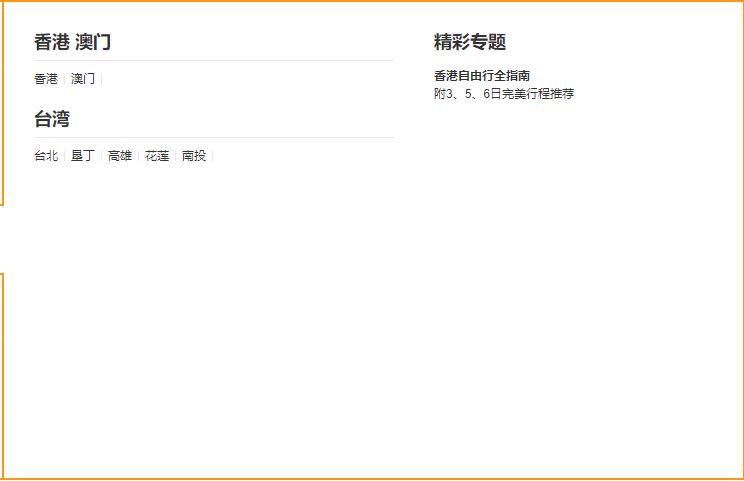 香港 澳门
香港 澳门
台湾
台北 垦丁 高雄 花莲 南投
精彩专题
香港自由行全指南
附3、5、6日完美行程推荐